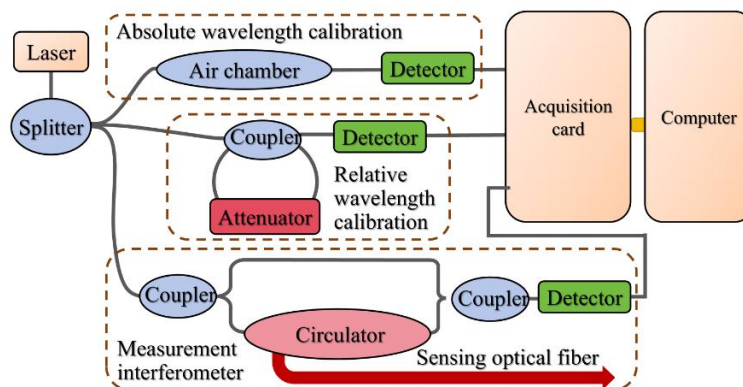 Absolute wavelength calibration
Laser
Air chamber
Detector
Splitter
Coupler
Detector
Acquisition
card
Computer
Attenuator
Relative
wavelength
calibration
Coupler
Coupler
Detector
Circulator
Measurement
interferometer
Sensing optical fiber